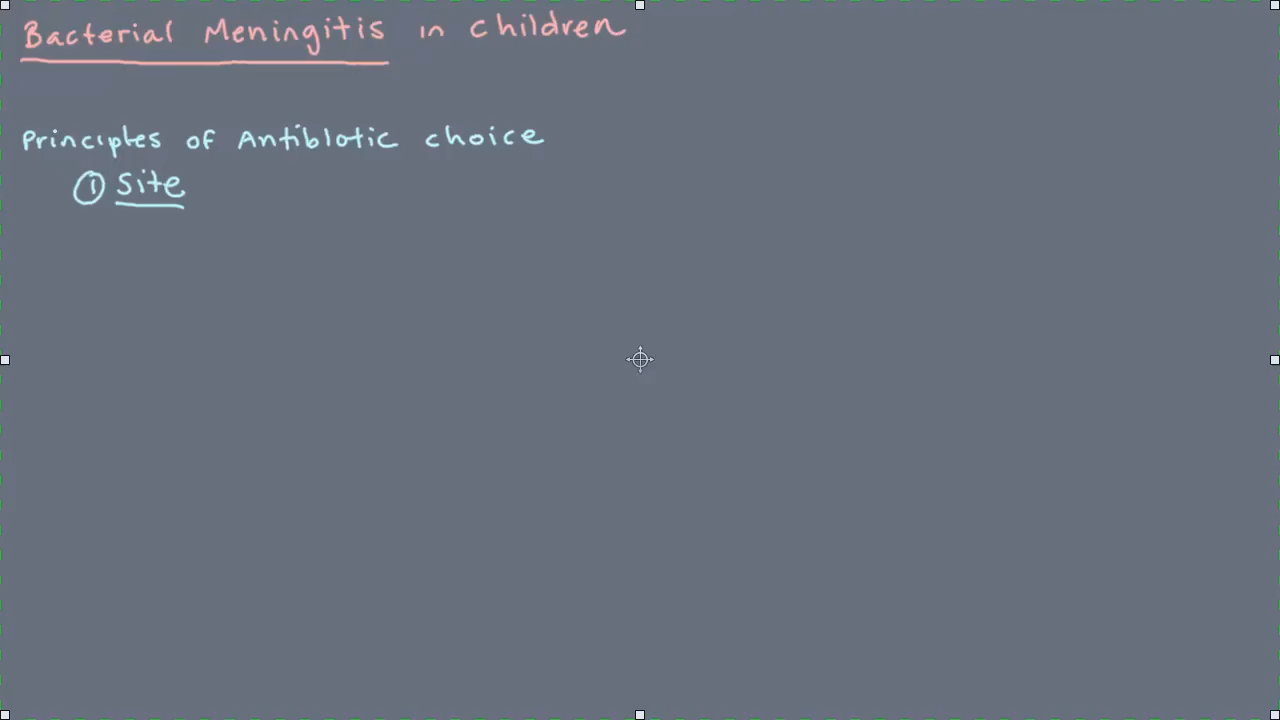 Bacterial Meningitis in children
Principles of Antibiotic choice
① Site